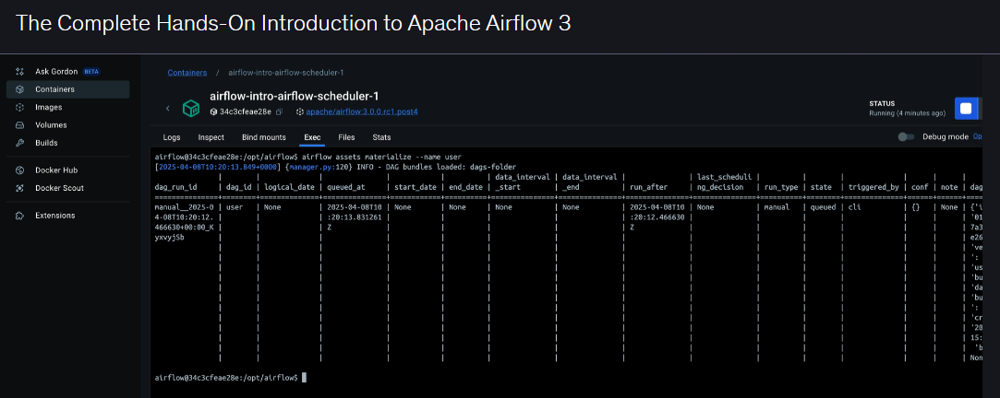 The Complete Hands-On Introduction to Apache Airflow 3
Ask Gordon BETA
Containers
Images
Volumes
Builds
Docker Hub
Docker Scout
Extensions
Containers / airflow-intro-airflow-scheduler-1
airflow-intro-airflow-scheduler-1
34c3cfeae28e apache/airflow:3.0.0.rc1.post4
STATUS
Running (4 minutes ago)
Logs Inspect Bind mounts Exec Files Stats
Debug mode Op
airflow@34c3cfeae28e:/opt/airflow$ airflow assets materialize --name user
[2025-04-08T10:20:13.849+0000] {manager.py:120} INFO - DAG bundles loaded: dags-folder
| | | | | | data_interval | data_interval | | last_scheduli | | | | | |
dag_run_id | dag_id | logical_date | queued_at | start_date | end_date | _start | _end | run_after | ng_decision | run_type | state | triggered_by | conf | note | dag
manual__2025-0 | user | None | 2025-04-08T10 | None | None | None | None | 2025-04-08T10 | None | manual | queued | cli | {} | None | {'i
4-08T10:20:12. | | | :20:13.831261 | | | | | :20:12.466630 | | | | | | | '01
466630+00:00_K | | | Z | | | | | Z | | | | | | | 7a3
yxvyjSb | | | | | | | | | | | | | | | e26
've
':
'us
'bu
'da
'bu
':
'cr
'20
15:
'b
Non
airflow@34c3cfeae28e:/opt/airflow$